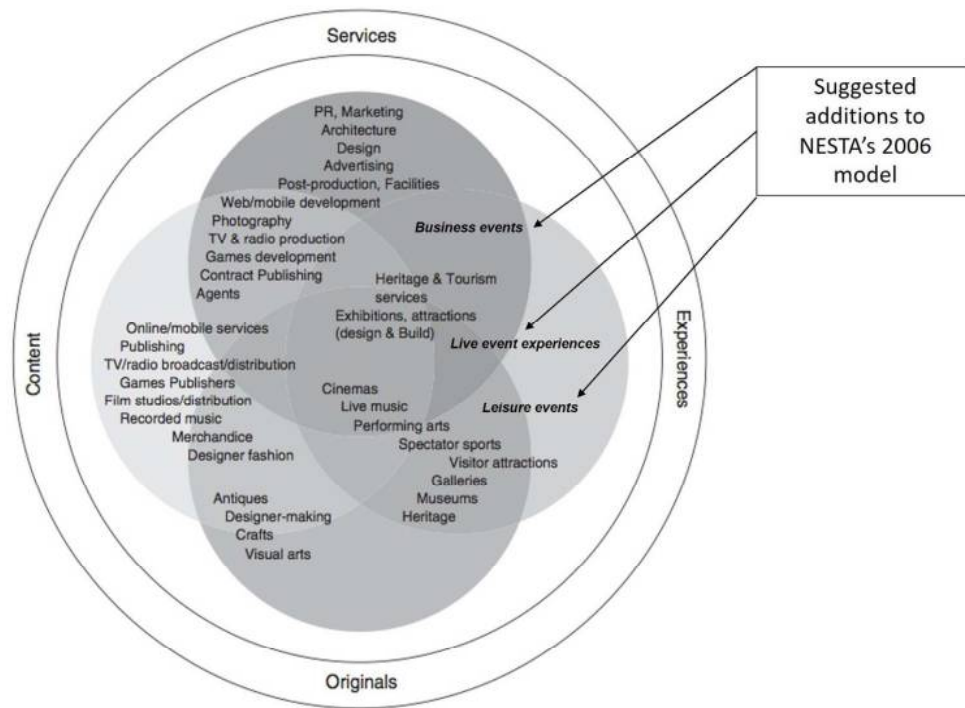 Services
Suggested
additions to
NESTA's 2006
model
PR, Marketing
Architecture
Design
Advertising
Post-production, Facilities
Web/mobile development
Photography
TV & radio production
Games development
Contract Publishing
Agents
Business events
Heritage & Tourism
services
Exhibitions, attractions
(design & Build)
Live event experiences
Content
Experiences
Online/mobile services
Publishing
TV/radio broadcast/distribution
Games Publishers
Film studios/distribution
Recorded music
Merchandice
Designer fashion
Cinemas
Live music
Performing arts
Leisure events
Spectator sports
Visitor attractions
Galleries
Museums
Heritage
Antiques
Designer-making
Crafts
Visual arts
Originals